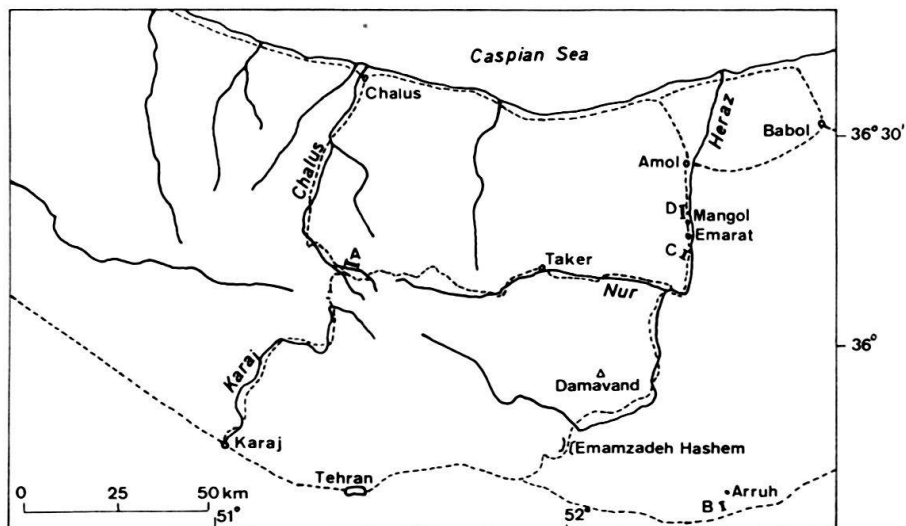 Caspian Sea
Chalus
Heraz
Babol
36° 30'
Amol
Chalus
D
Mangol
Emarat
C
A
Taker
Nur
36°
Karaj
Damavand
Karaj
Emamzadeh Hashem
Tehran
Arruh
B
0 25 50 km
51°
52°